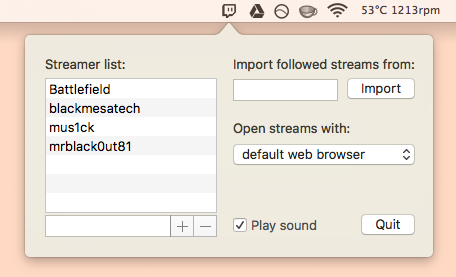 53°C 1213rpm
Streamer list:
Battlefield
blackmesatech
mus1ck
mrblack0ut81
Import followed streams from:
Import
Open streams with:
default web browser
Play sound
Quit